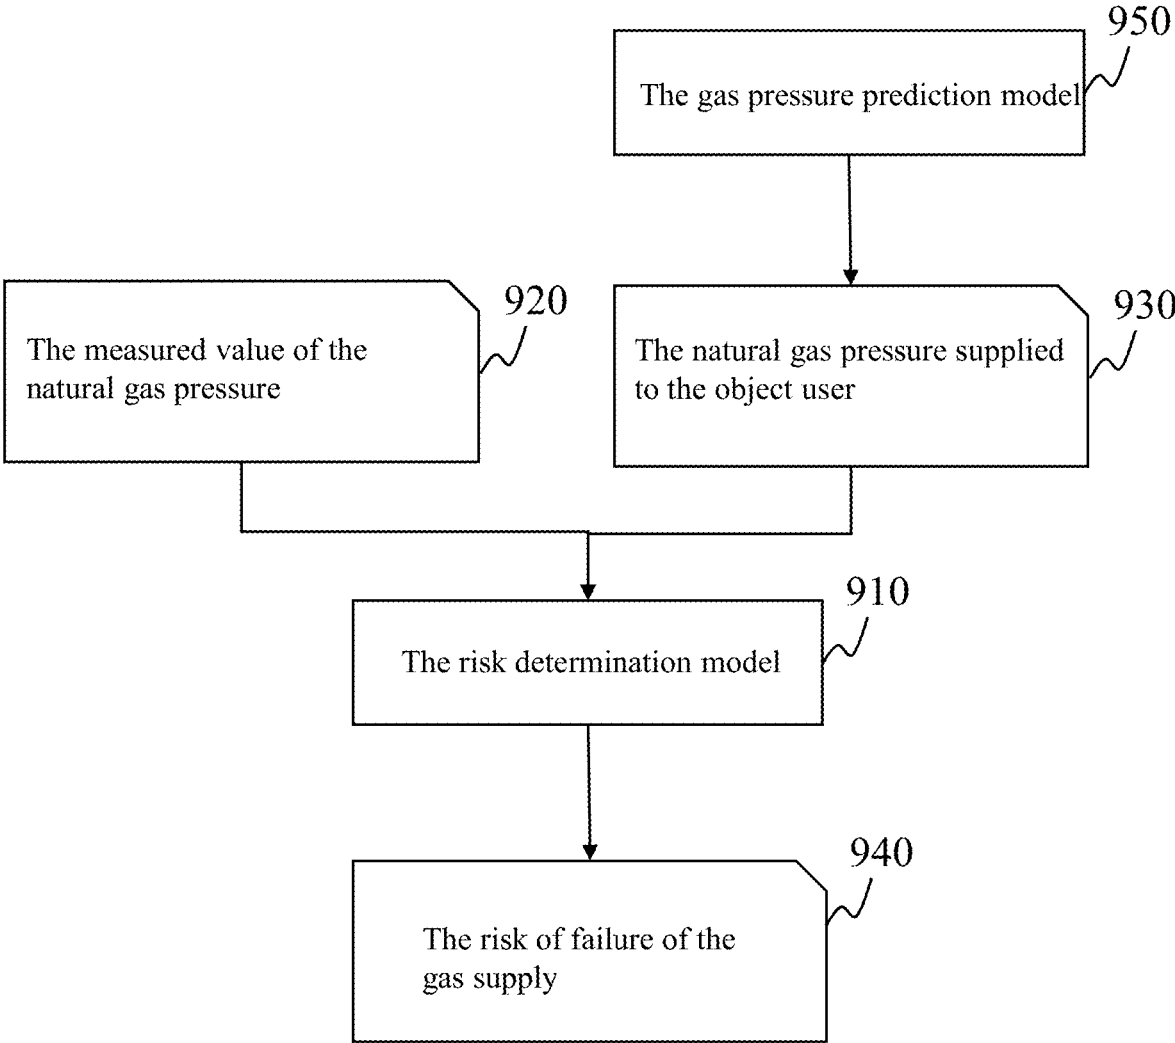 950
The gas pressure prediction model
920
The measured value of the
natural gas pressure
930
The natural gas pressure supplied
to the object user
910
The risk determination model
940
The risk of failure of the
gas supply